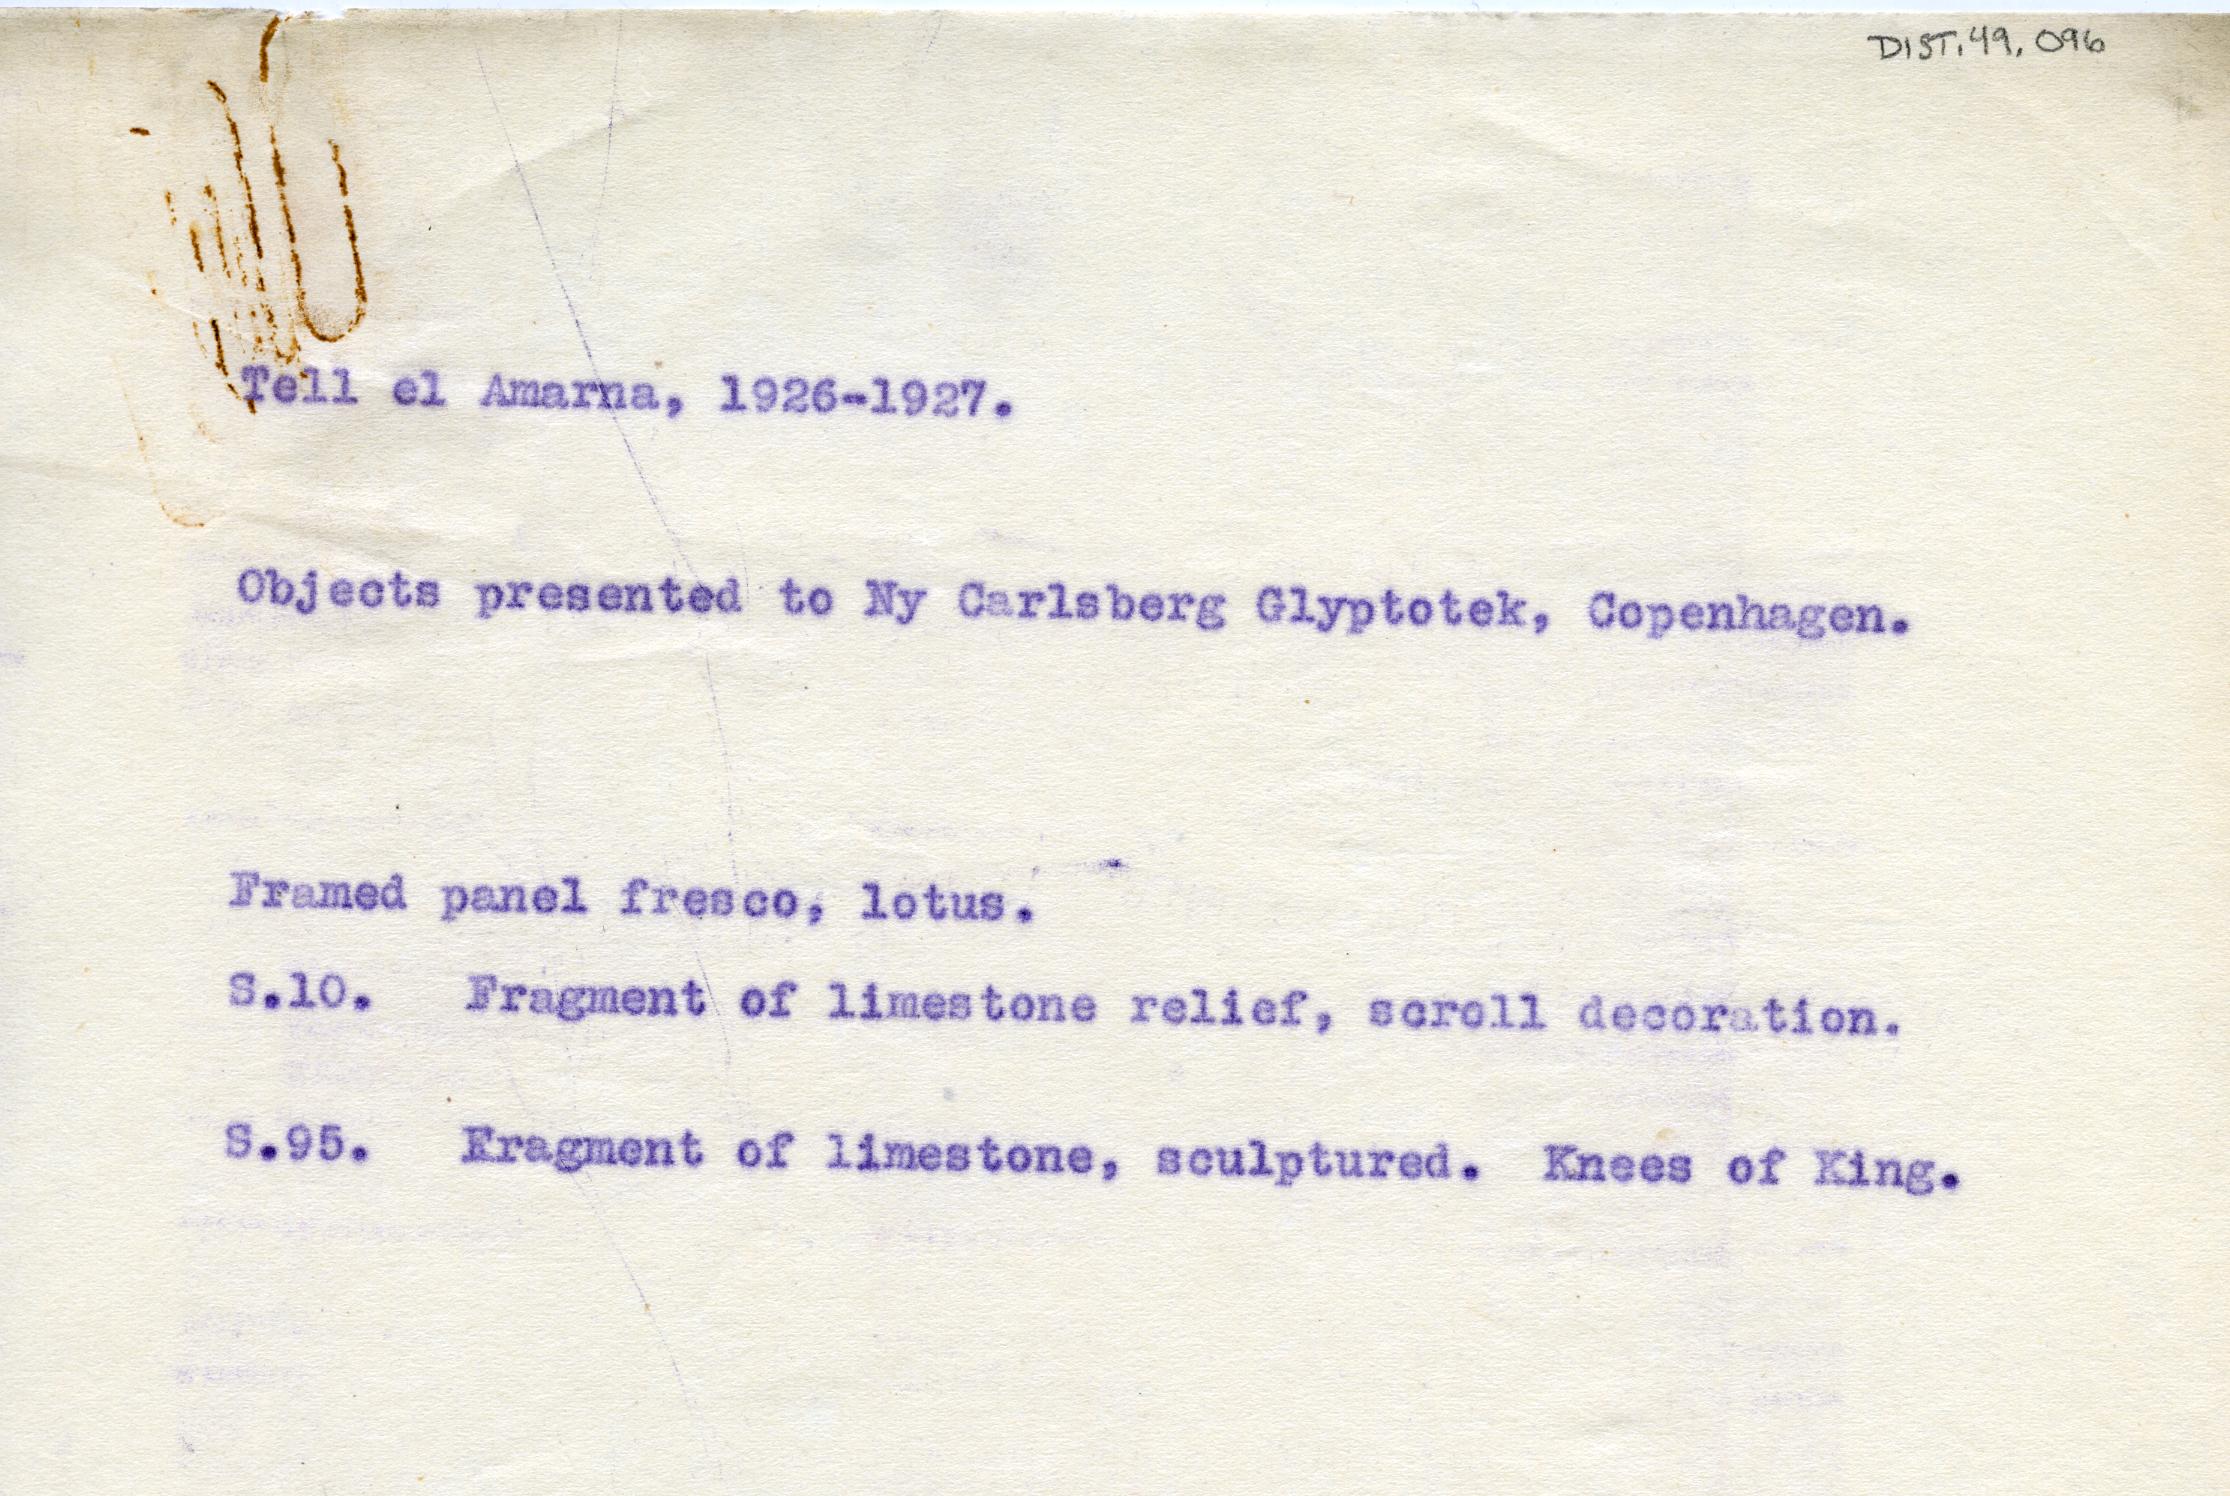 DIST.49.096
Tell el Amarna, 1926-1927.
Objects presented to Ny Carlsberg Glyptotek, Copenhagen.
Framed panel fresco, lotus.
S.10. Fragment of limestone relief, scroll decoration.
S.95. Fragment of limestone, sculptured. Knees of King.